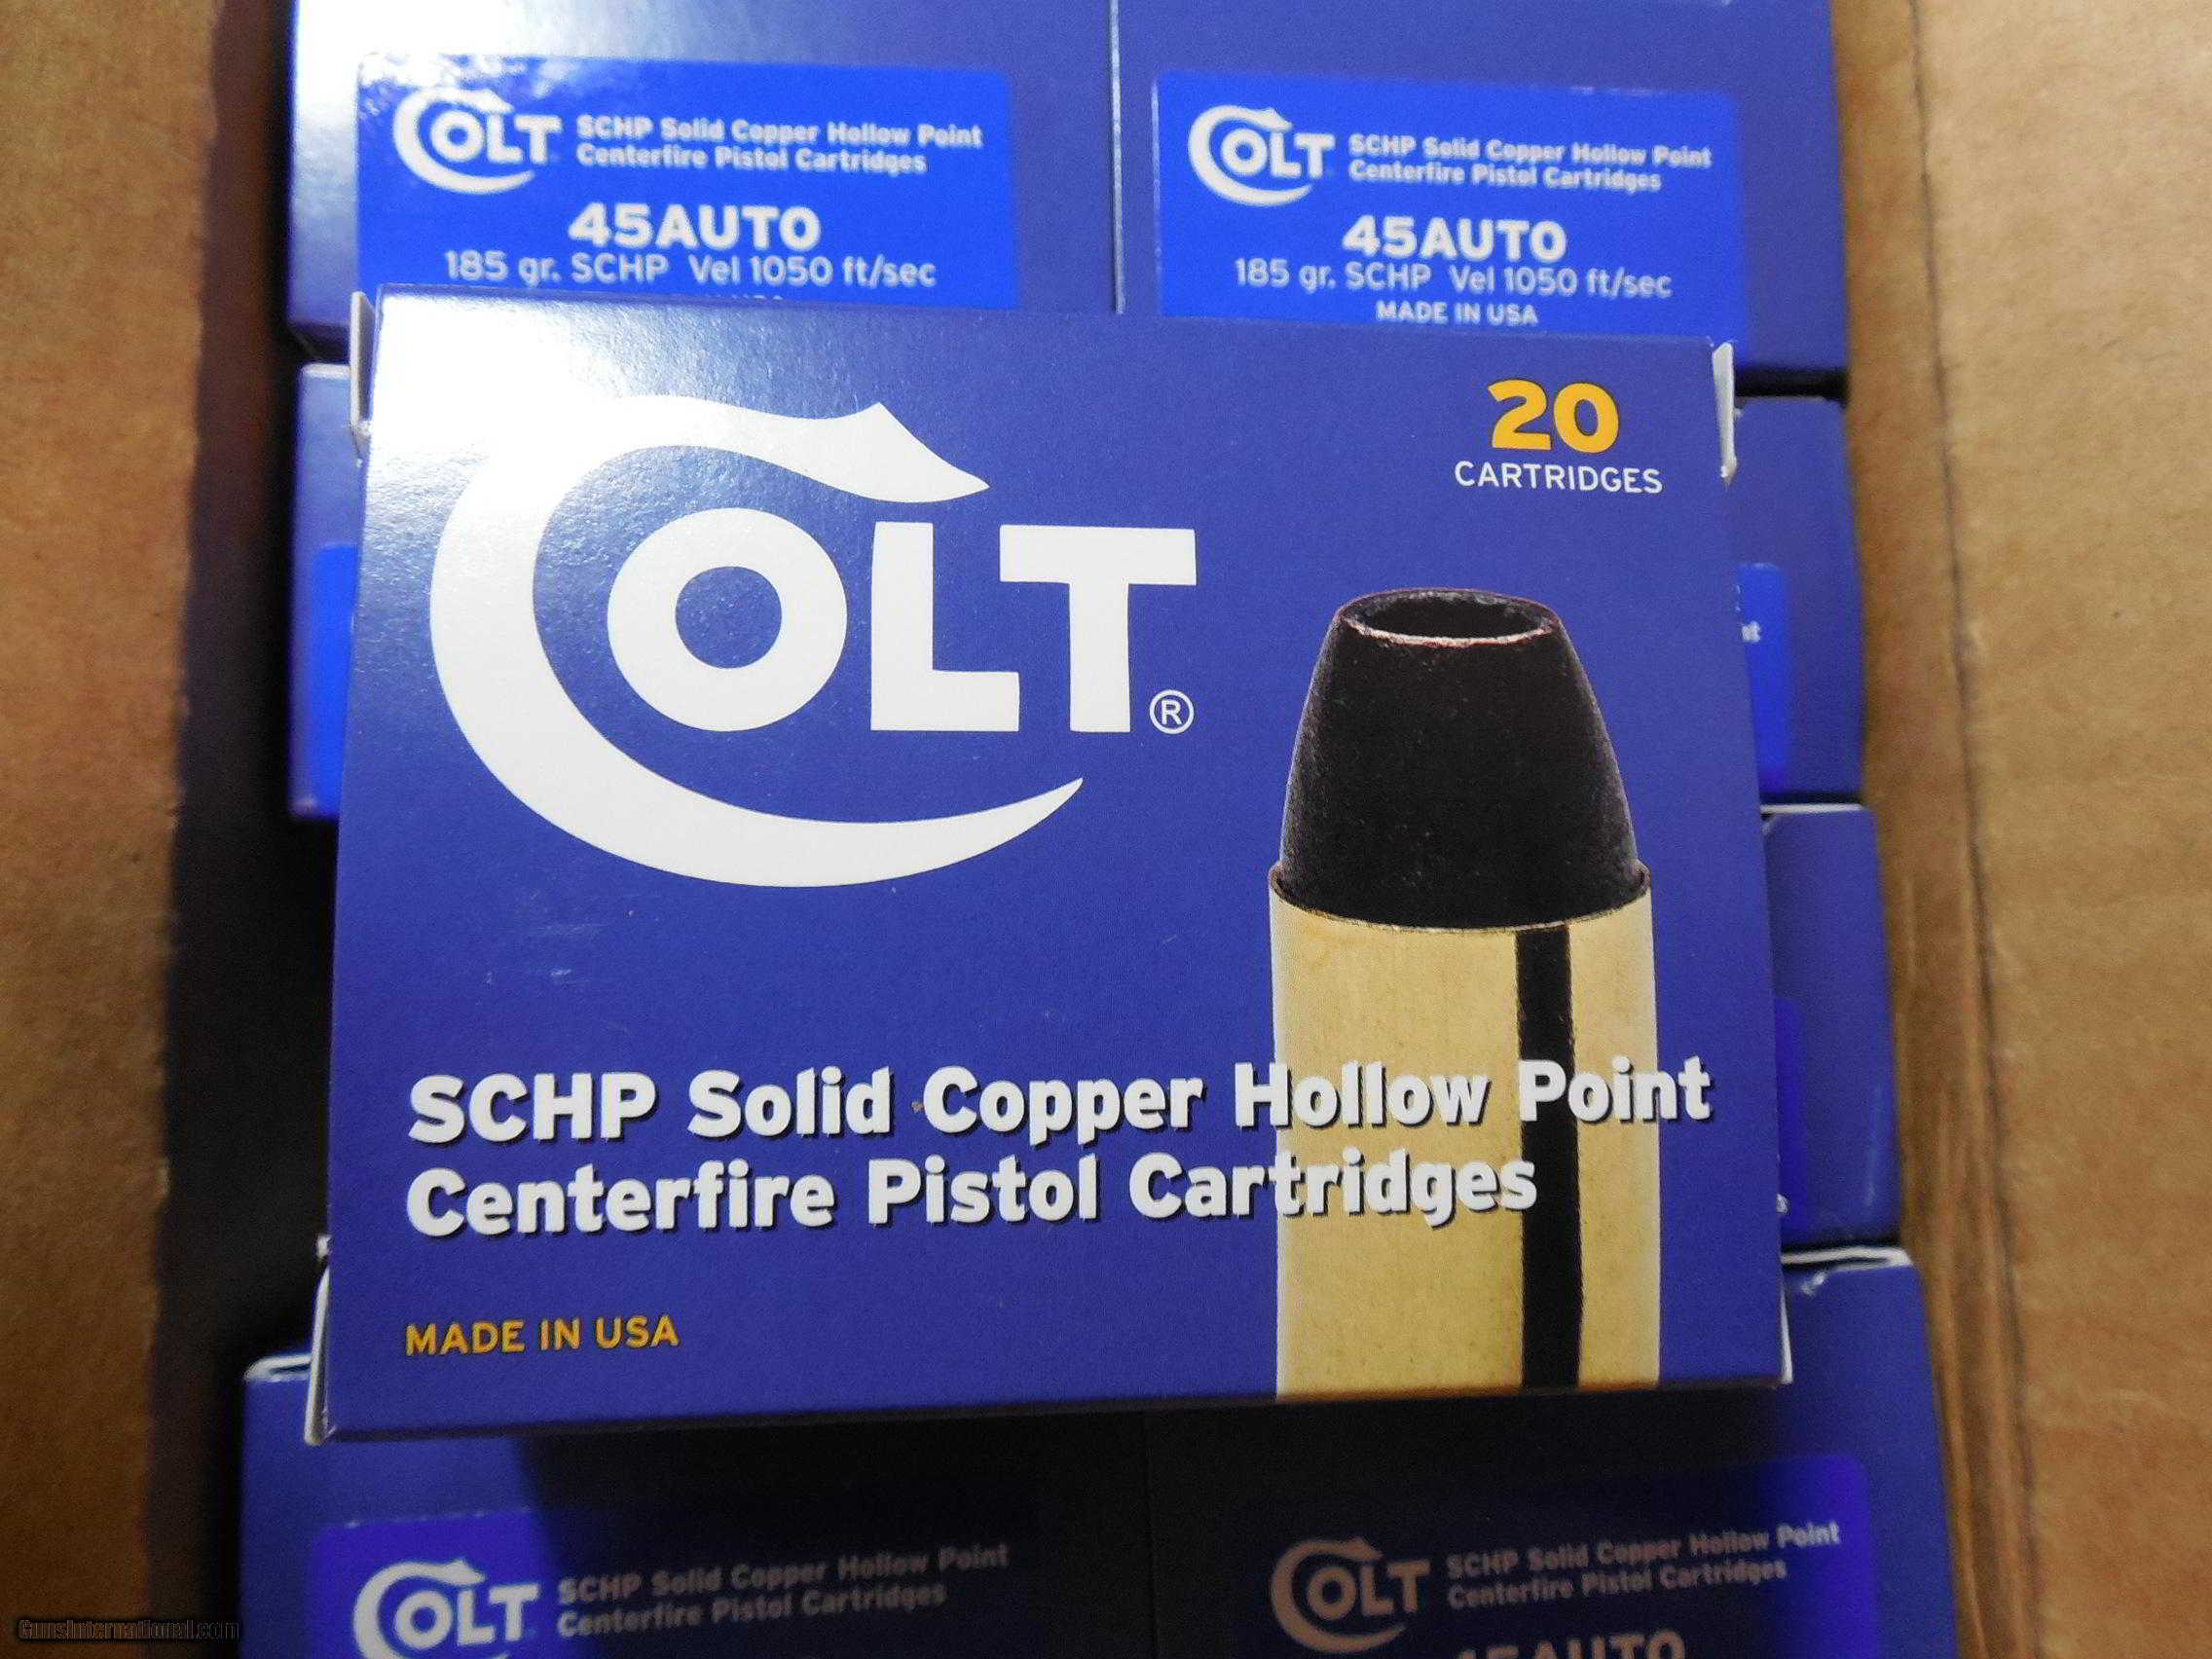 COLT SCHP Solid Copper Hollow Point
Centerfire Pistol Cartridges
45AUTO
185 gr. SCHP Vel 1050 ft/sec
COLT SCHP Solid Copper Hollow Point
Centerfire Pistol Cartridges
45AUTO
185 gr. SCHP Vel 1050 ft/sec
MADE IN USA
20
CARTRIDGES
COLT®
SCHP Solid Copper Hollow Point
Centerfire Pistol Cartridges
MADE IN USA
COLT SCHP Solid Copper Hollow Point
Centerfire Pistol Cartridges
COLT SCHP Solid Copper Hollow Point
Centerfire Pistol Cartridges
45AUTO
GunsInternational.com